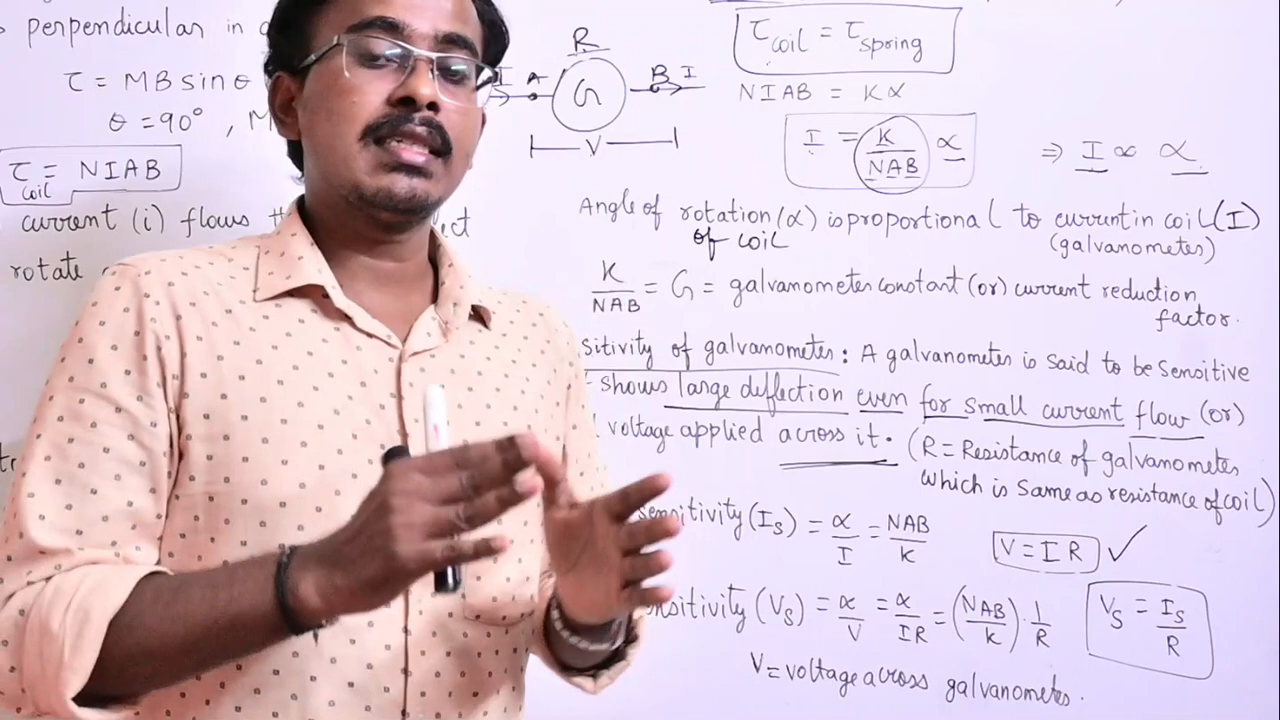 perpendicular in
τ = MB sin θ
θ = 90° , M
τ coil = NIAB
current (i) flows
rotate
R
I A G B I
V
τ coil = τ spring
NIAB = Kα
I = K/NAB α ⇒ I ∝ α
Angle of rotation (α) is proportional to current in coil (I)
of coil (galvanometer)
K/NAB = G = galvanometer constant (or) current reduction
factor.
sitivity of galvanometer : A galvanometer is said to be sensitive
shows large deflection even for small current flow (or)
voltage applied across it. (R = Resistance of galvanometer
which is same as resistance of coil)
sensitivity (Is) = α/I = NAB/K V = IR ✓
nsitivity (Vs) = α/V = α/IR = (NAB/K) . 1/R Vs = Is/R
V = voltage across galvanometer.